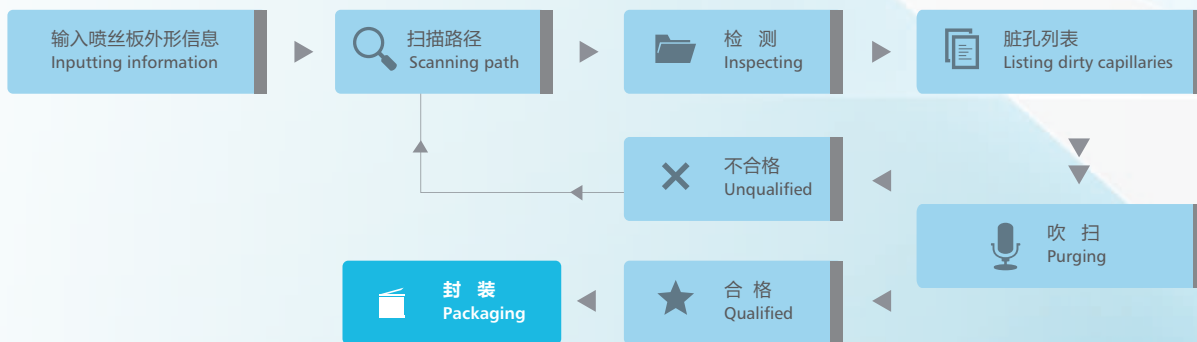 输入喷丝板外形信息
Inputting information
扫描路径
Scanning path
检 测
Inspecting
脏孔列表
Listing dirty capillaries
不合格
Unqualified
吹 扫
Purging
封 装
Packaging
合 格
Qualified